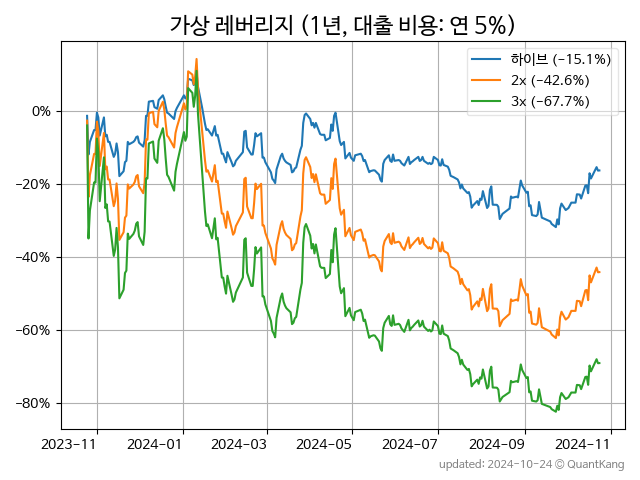 가상 레버리지 (1년, 대출 비용: 연 5%)
하이브 (−15.1%)
2x (−42.6%)
3x (−67.7%)
0%
−20%
−40%
−60%
−80%
2023−11 2024−01 2024−03 2024−05 2024−07 2024−09 2024−11
updated: 2024−10−24 ⓒ QuantKang